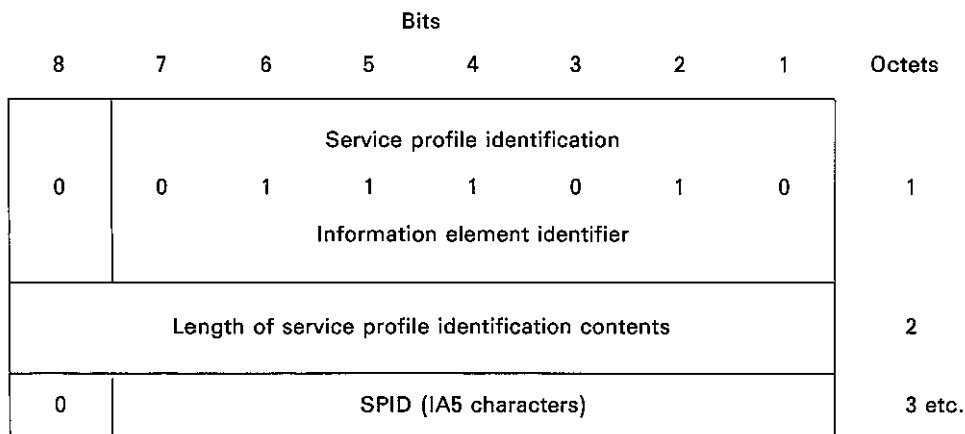 Bits
8 7 6 5 4 3 2 1 Octets
Service profile identification
0 0 1 1 1 0 1 0 1
Information element identifier
Length of service profile identification contents 2
0 SPID (IA5 characters) 3 etc.